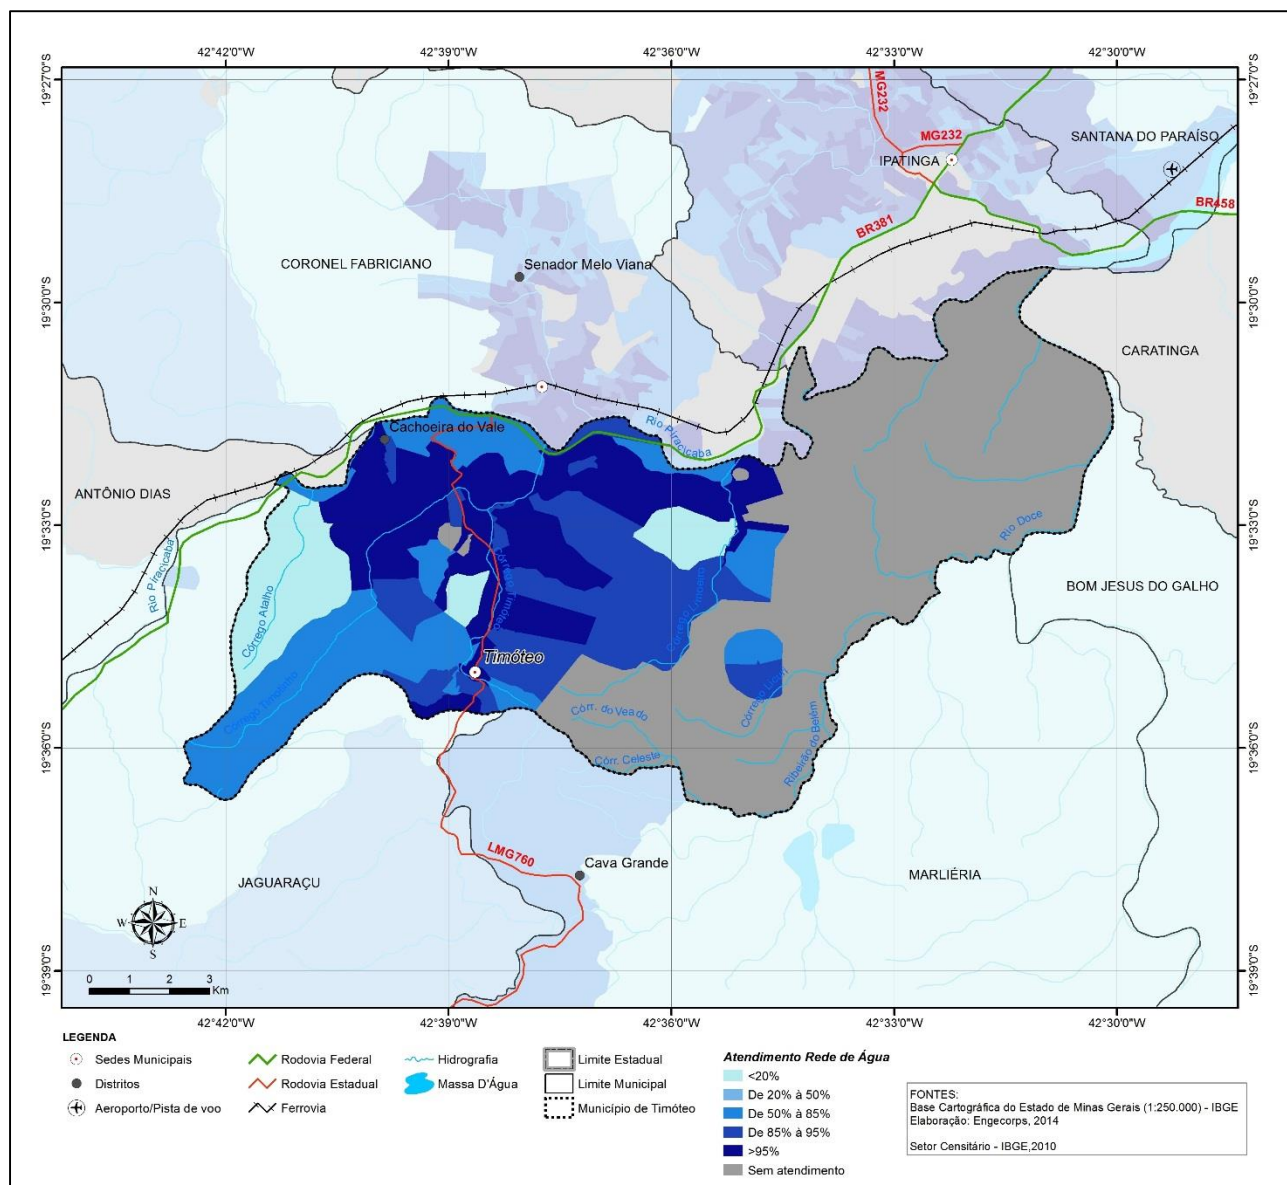 42°42'0"W 42°39'0"W 42°36'0"W 42°33'0"W 42°30'0"W
19°27'0"S 19°27'0"S
MG232
MG232
SANTANA DO PARAÍSO
IPATINGA
BR458
BR381
CORONEL FABRICIANO
Senador Melo Viana
19°30'0"S 19°30'0"S
CARATINGA
Rio Piracicaba
Cachoeira do Vale
ANTÔNIO DIAS
19°33'0"S 19°33'0"S
Rio Doce
Rio Piracicaba
Córrego Timóteo
BOM JESUS DO GALHO
Córrego Atalho
Córrego Limoeiro
Timóteo
Córrego Timotinho
Córrego Licuri
Córr. do Veado
Ribeirão do Belém
19°36'0"S 19°36'0"S
Córr. Celeste
LMG760
Cava Grande
JAGUARAÇU
MARLIÉRIA
N
W E
S
19°39'0"S 19°39'0"S
0 1 2 3
Km
42°42'0"W 42°39'0"W 42°36'0"W 42°33'0"W 42°30'0"W
LEGENDA
Sedes Municipais
Distritos
Aeroporto/Pista de voo
Rodovia Federal
Rodovia Estadual
Ferrovia
Hidrografia
Massa D'Água
Limite Estadual
Limite Municipal
Município de Timóteo
Atendimento Rede de Água
<20%
De 20% à 50%
De 50% à 85%
De 85% à 95%
>95%
Sem atendimento
FONTES:
Base Cartográfica do Estado de Minas Gerais (1:250.000) - IBGE
Elaboração: Engecorps, 2014
Setor Censitário - IBGE,2010